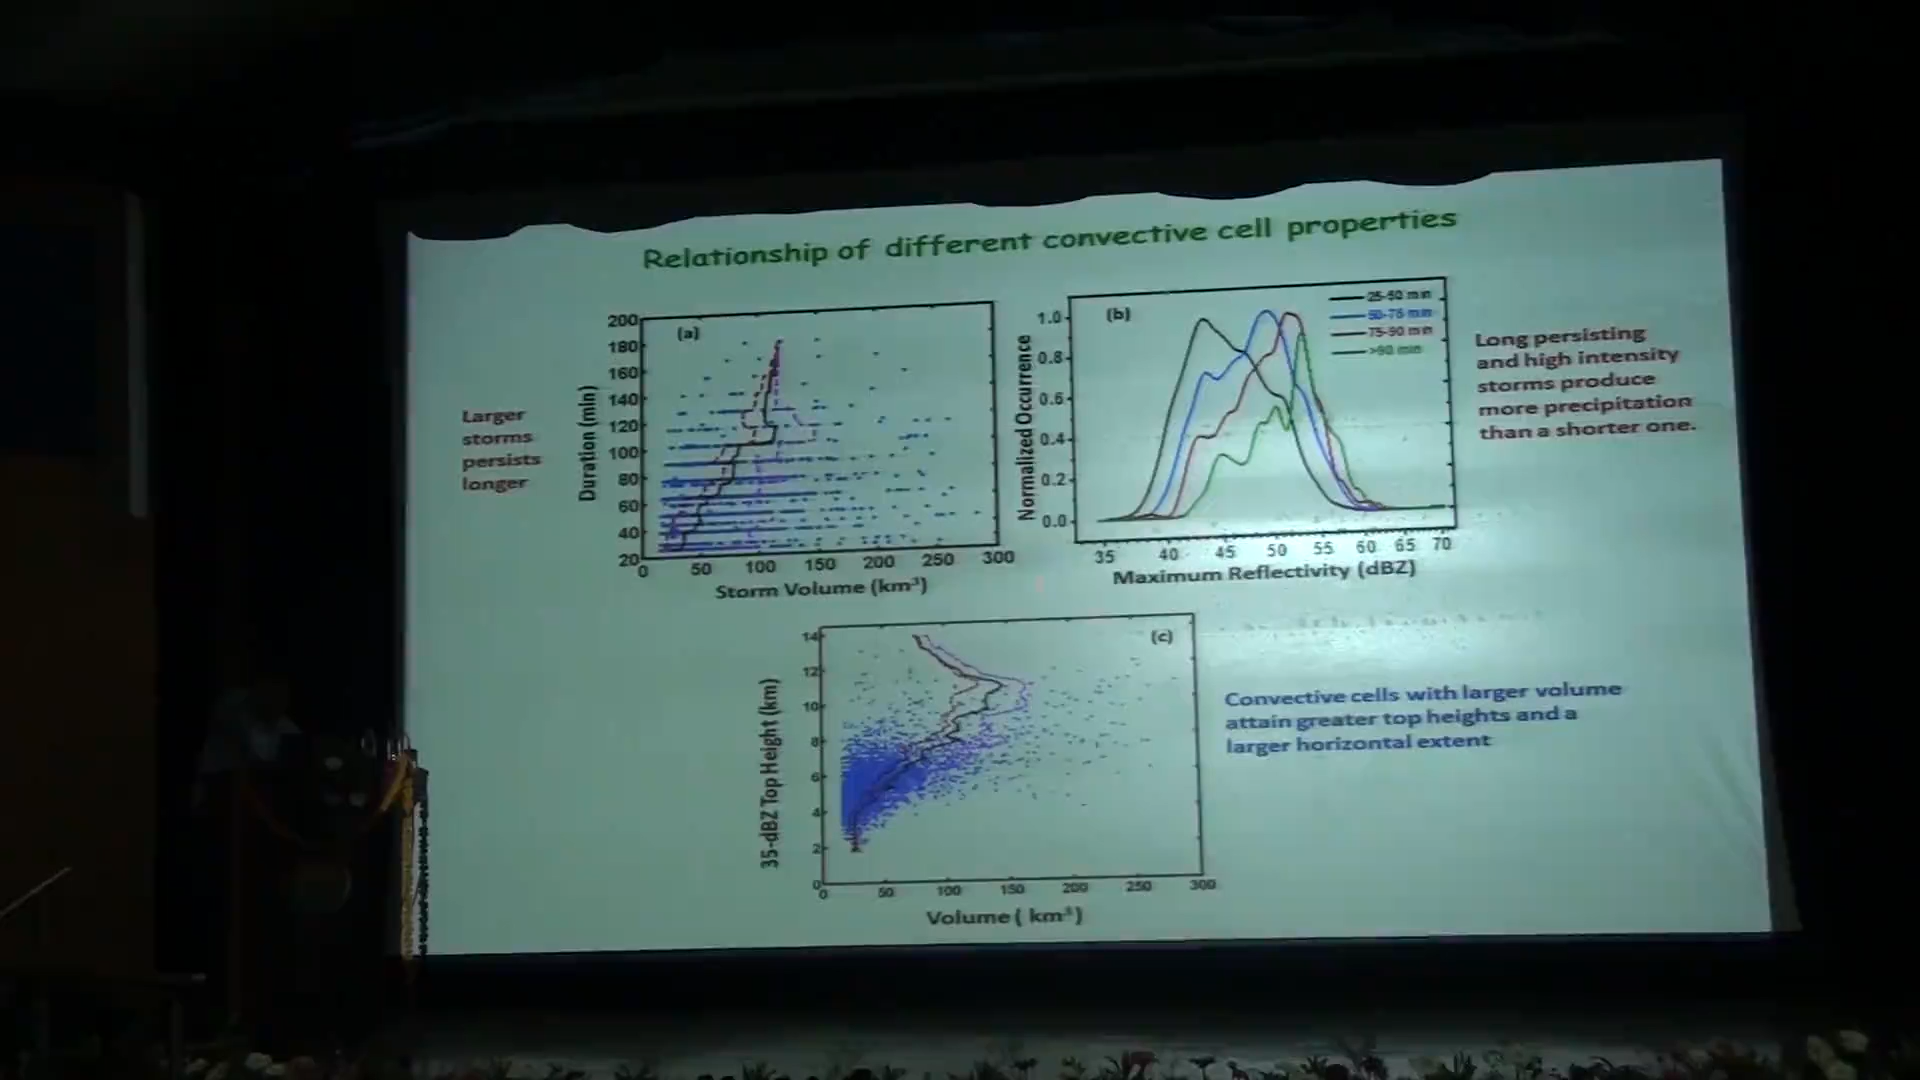 Relationship of different convective cell properties
Larger
storms
persists
longer
Duration (min)
200
180
160
140
120
100
80
60
40
20
(a)
0
50
100
150
200
250
300
Storm Volume (km³)
Normalized Occurrence
1.0
0.8
0.6
0.4
0.2
0.0
(b)
25-50 min
50-75 min
75-90 min
>90 min
35
40
45
50
55
60
65
70
Maximum Reflectivity (dBZ)
Long persisting
and high intensity
storms produce
more precipitation
than a shorter one.
35-dBZ Top Height (km)
14
12
10
8
6
4
2
0
(c)
0
50
100
150
200
250
300
Volume ( km³)
Convective cells with larger volume
attain greater top heights and a
larger horizontal extent